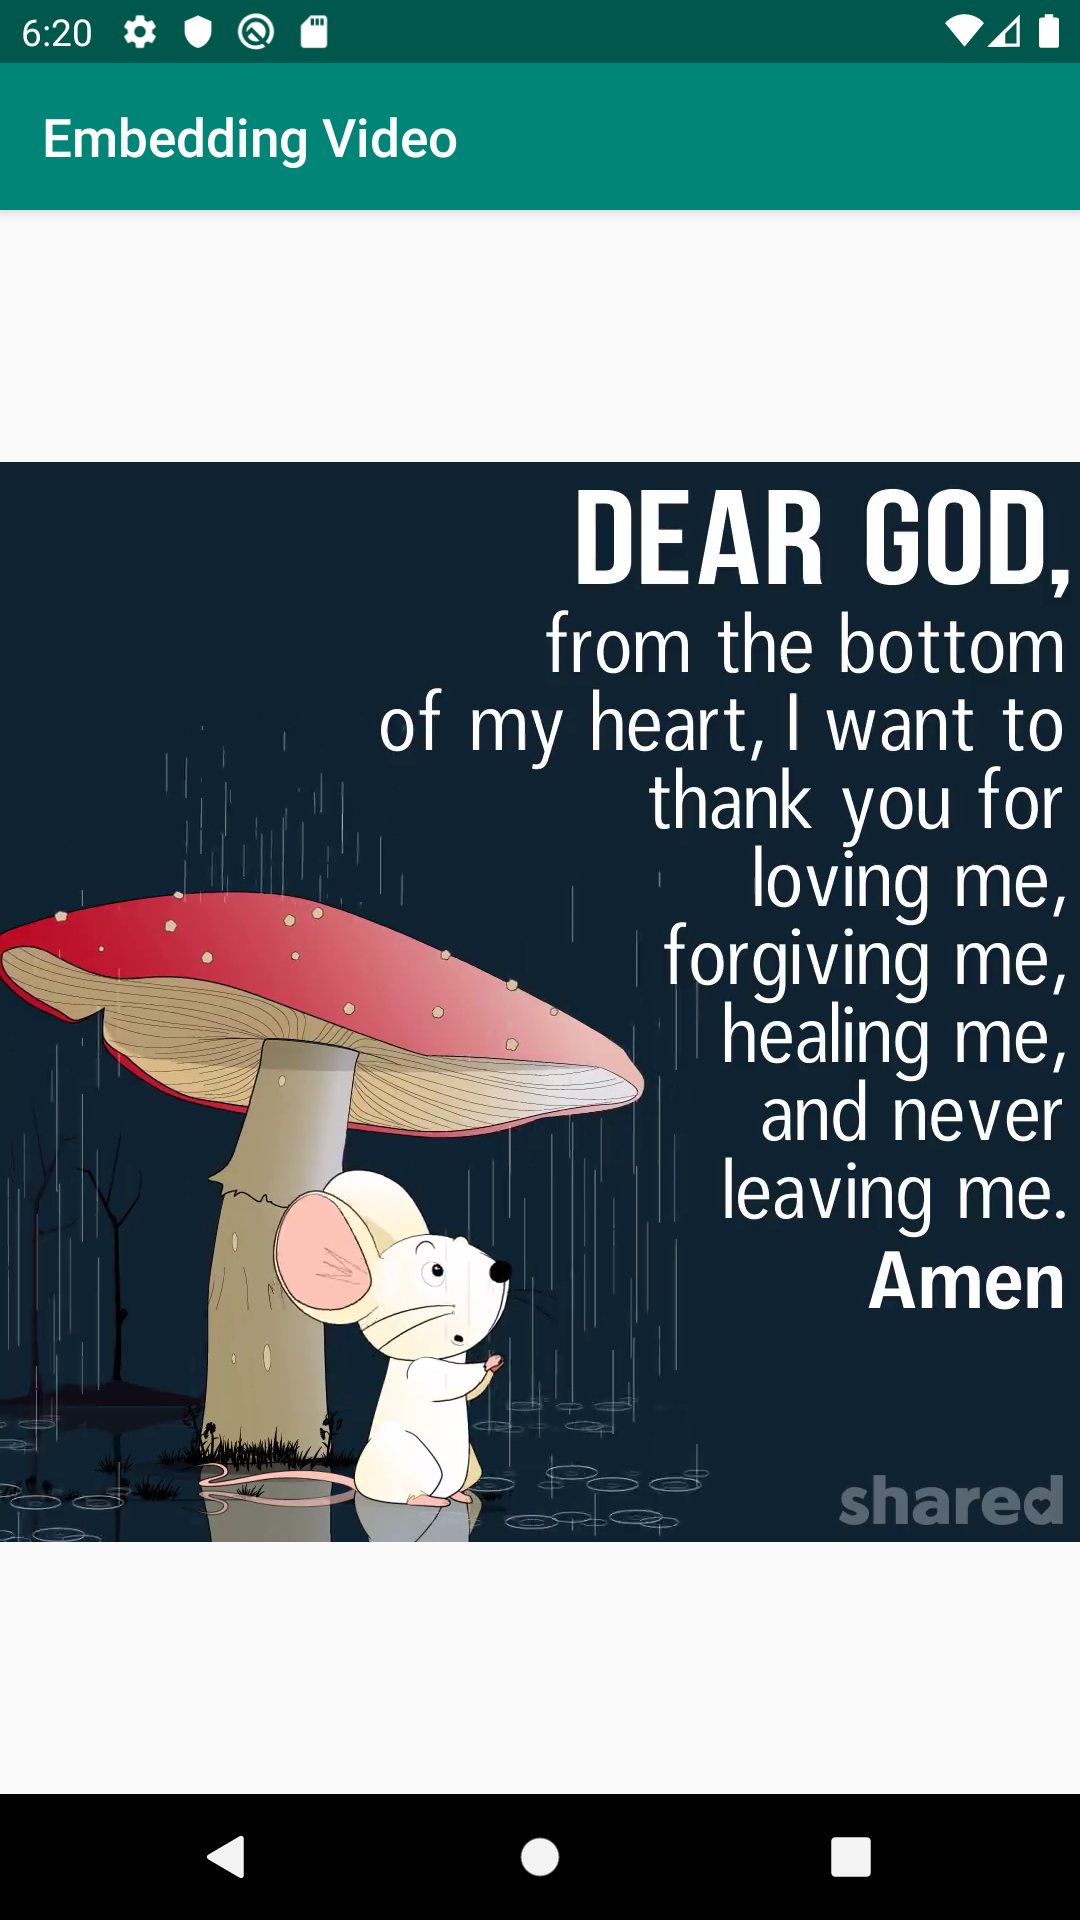 6:20
Embedding Video
DEAR GOD,
from the bottom
of my heart, I want to
thank you for
loving me,
forgiving me,
healing me,
and never
leaving me.
Amen
shared